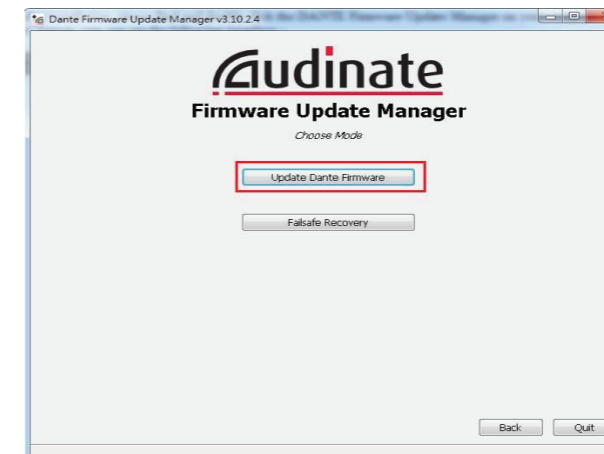 Dante Firmware Update Manager v3.10.2.4
Audinate
Firmware Update Manager
Choose Mode
Update Dante Firmware
Failsafe Recovery
Back Quit